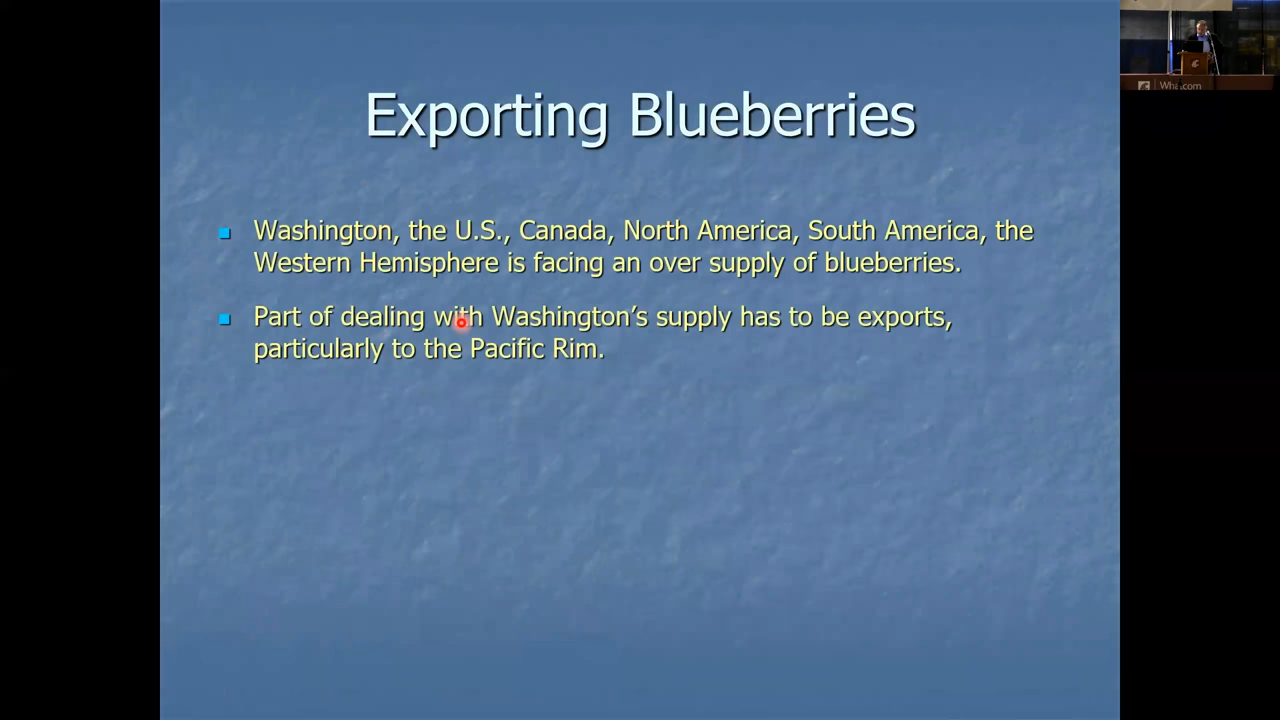 Exporting Blueberries
Washington, the U.S., Canada, North America, South America, the
Western Hemisphere is facing an over supply of blueberries.
Part of dealing with Washington’s supply has to be exports,
particularly to the Pacific Rim.